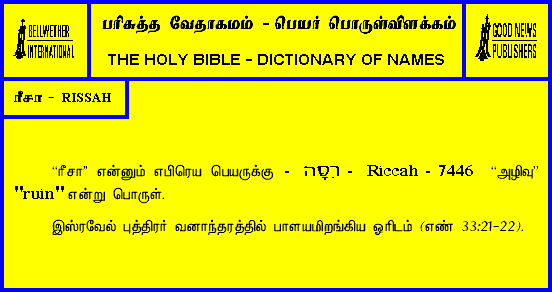 BELLWETHER
INTERNATIONAL
பரிசுத்த வேதாகமம் - பெயர் பொருள்விளக்கம்
THE HOLY BIBLE - DICTIONARY OF NAMES
GOOD NEWS
PUBLISHERS
ரீசா - RISSAH
“ரீசா” என்னும் எபிரெய பெயருக்கு - רִסָּה - Riccah - 7446 “அழிவு”
"ruin" என்று பொருள்.
இஸ்ரவேல் புத்திரர் வனாந்தரத்தில் பாளயமிறங்கிய ஓரிடம் (எண் 33:21-22).